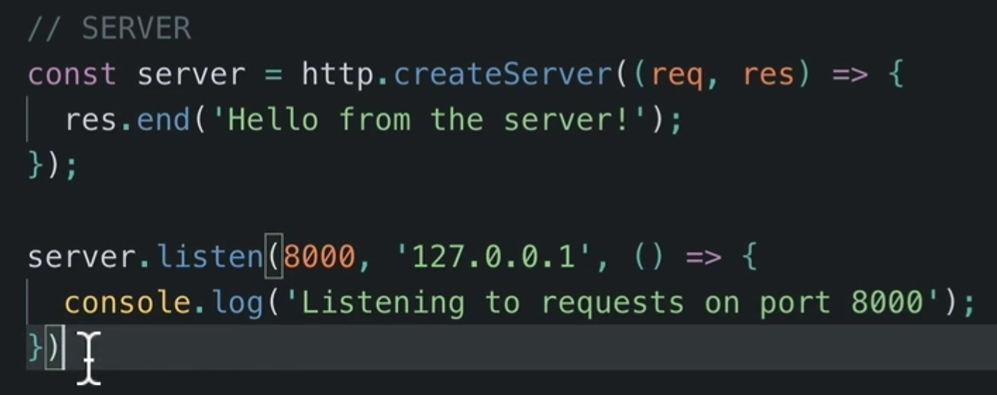 // SERVER
const server = http.createServer((req, res) => {
  res.end('Hello from the server!');
});

server.listen(8000, '127.0.0.1', () => {
  console.log('Listening to requests on port 8000');
})